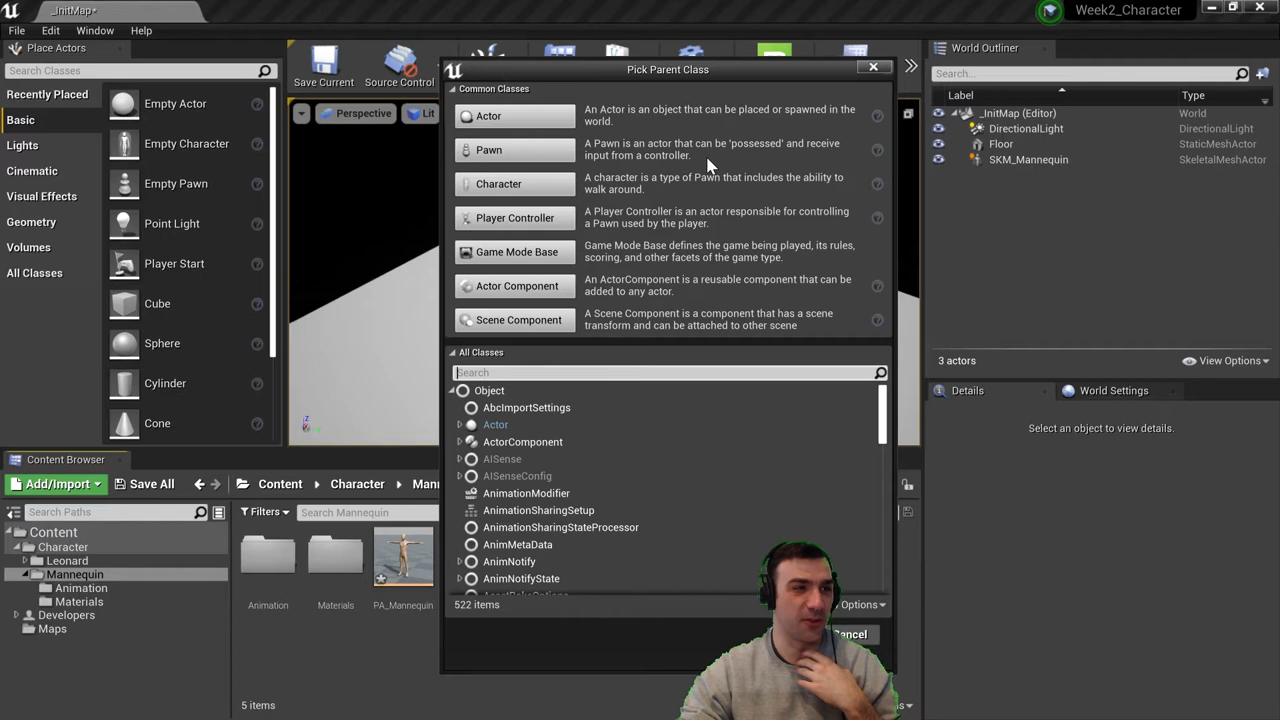 _InitMap*
Week2_Character
File Edit Window Help
Place Actors
Search Classes
Recently Placed
Basic
Lights
Cinematic
Visual Effects
Geometry
Volumes
All Classes
Empty Actor
Empty Character
Empty Pawn
Point Light
Player Start
Cube
Sphere
Cylinder
Cone
Save Current
Source Control
Perspective
Lit
Pick Parent Class
Common Classes
Actor
An Actor is an object that can be placed or spawned in the
world.
Pawn
A Pawn is an actor that can be 'possessed' and receive
input from a controller.
Character
A character is a type of Pawn that includes the ability to
walk around.
Player Controller
A Player Controller is an actor responsible for controlling
a Pawn used by the player.
Game Mode Base
Game Mode Base defines the game being played, its rules,
scoring, and other facets of the game type.
Actor Component
An ActorComponent is a reusable component that can be
added to any actor.
Scene Component
A Scene Component is a component that has a scene
transform and can be attached to other scene
All Classes
Search
Object
AbcImportSettings
Actor
ActorComponent
AISense
AISenseConfig
AnimationModifier
AnimationSharingSetup
AnimationSharingStateProcessor
AnimMetaData
AnimNotify
AnimNotifyState
522 items
Options
Cancel
World Outliner
Search...
Label Type
_InitMap (Editor) World
DirectionalLight DirectionalLight
Floor StaticMeshActor
SKM_Mannequin SkeletalMeshActor
3 actors
View Options
Details
World Settings
Select an object to view details.
Content Browser
Add/Import
Save All
Content Character Mann
Search Paths
Filters
Search Mannequin
Content
Character
Leonard
Mannequin
Animation
Materials
Developers
Maps
Animation
Materials
PA_Mannequin
5 items